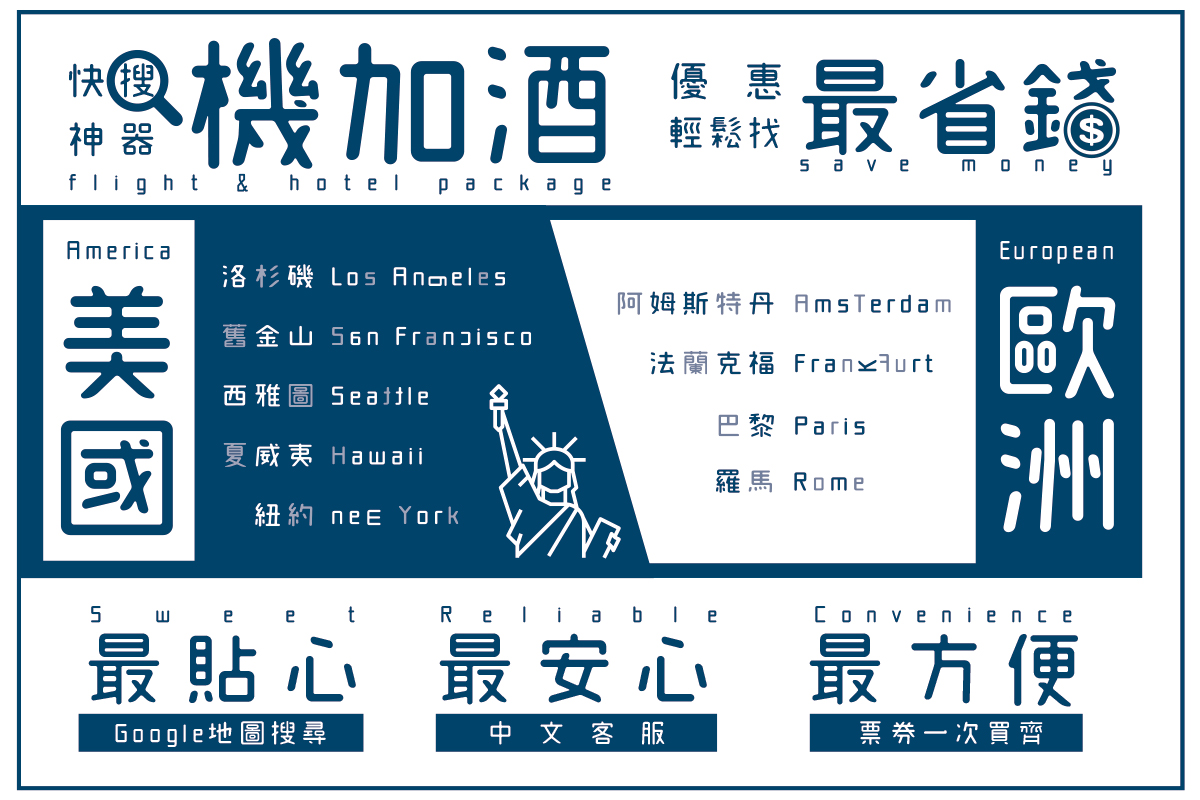 快搜
神器
機加酒
flight & hotel package
優惠
輕鬆找
最省錢
save money
America
美國
洛杉磯 Los Angeles
舊金山 San Francisco
西雅圖 Seattle
夏威夷 Hawaii
紐約 neW York
阿姆斯特丹 AmsTerdam
法蘭克福 Frankfurt
巴黎 Paris
羅馬 Rome
European
歐洲
Sweet
最貼心
Google地圖搜尋
Reliable
最安心
中文客服
Convenience
最方便
票券一次買齊